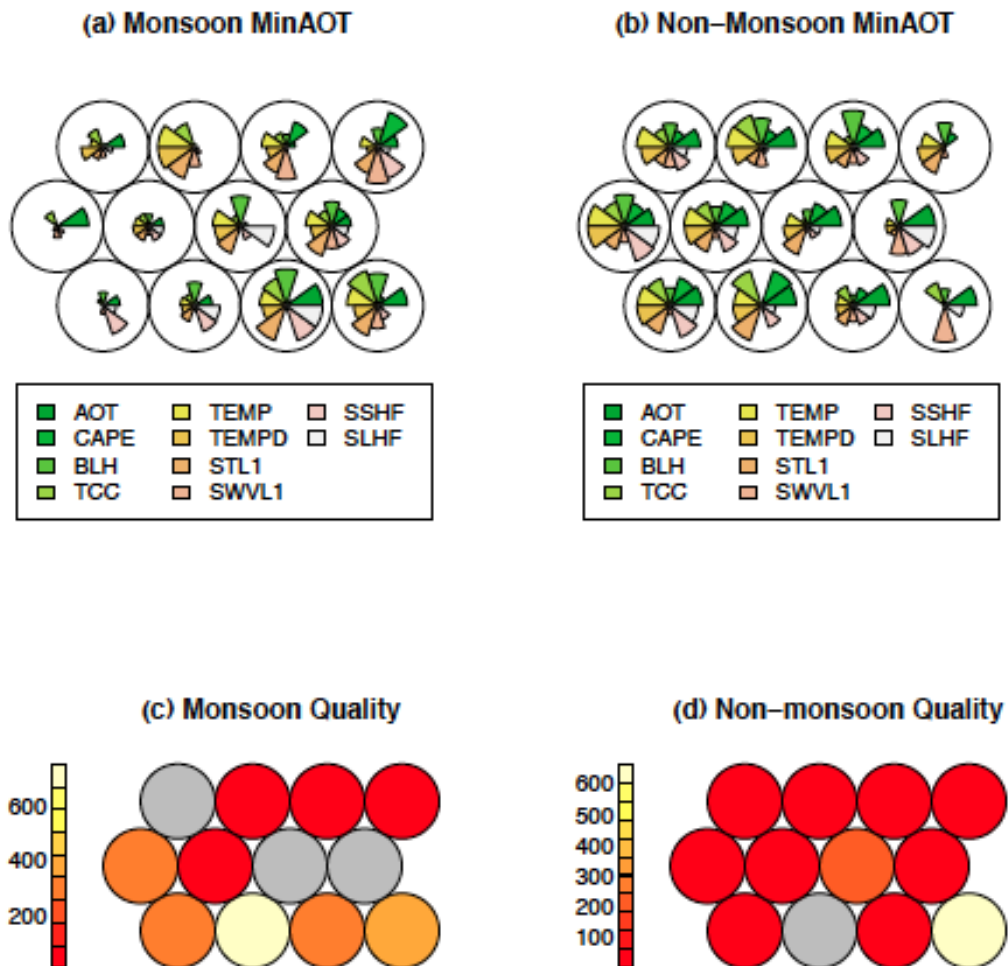 (a) Monsoon MinAOT
(b) Non−Monsoon MinAOT
AOT TEMP SSHF
CAPE TEMPD SLHF
BLH STL1
TCC SWVL1
AOT TEMP SSHF
CAPE TEMPD SLHF
BLH STL1
TCC SWVL1
(c) Monsoon Quality
600
400
200
(d) Non−monsoon Quality
600
500
400
300
200
100